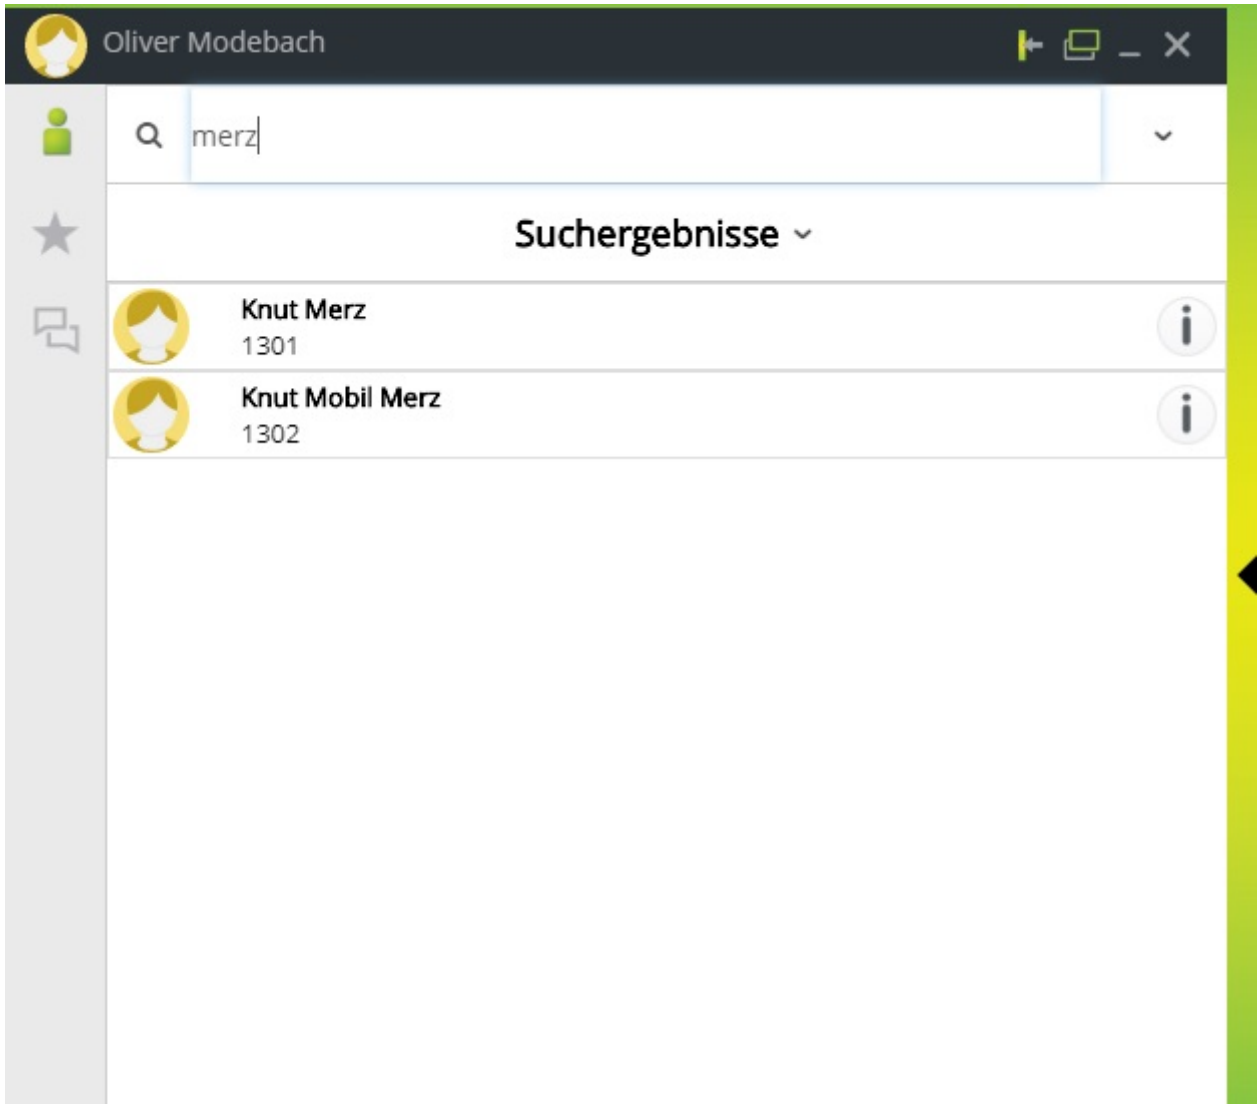 Oliver Modebach
merz
Suchergebnisse
Knut Merz
1301
Knut Mobil Merz
1302